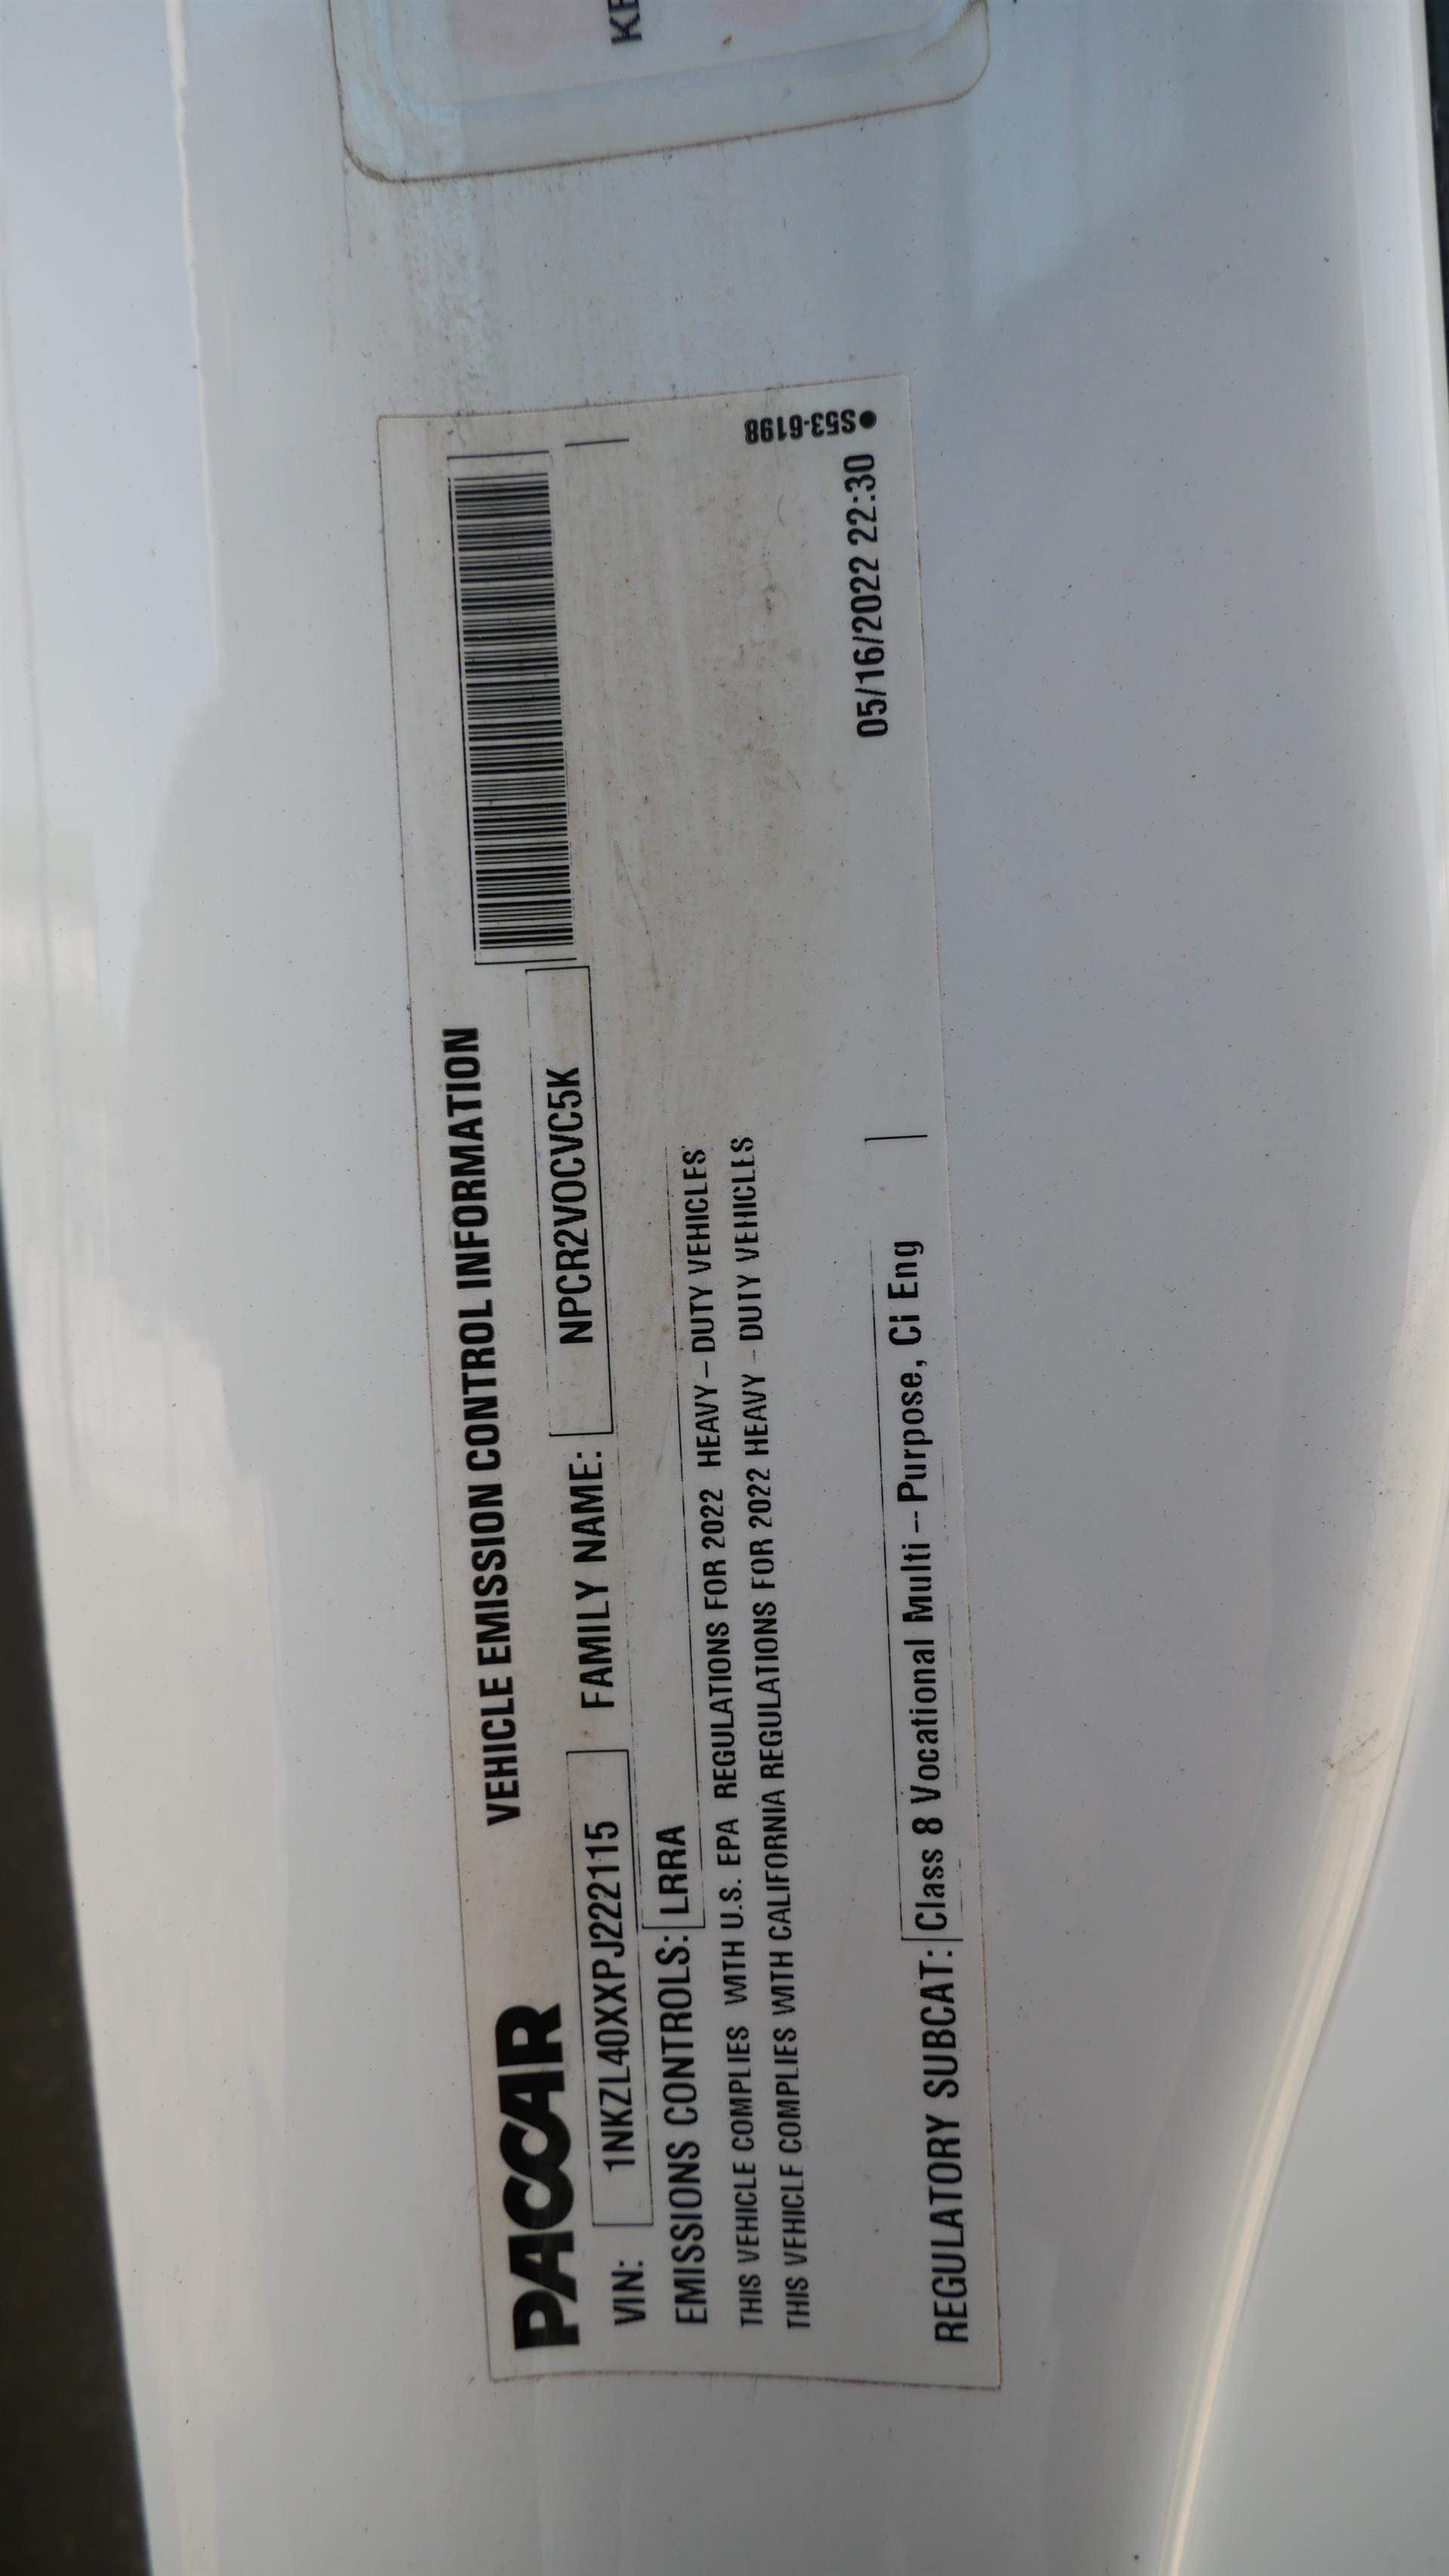 PACCAR
VEHICLE EMISSION CONTROL INFORMATION
VIN: 1NKZL40XXPJ222115 FAMILY NAME: NPCR2VOCVC5K
EMISSIONS CONTROLS: LRRA
THIS VEHICLE COMPLIES WITH U.S. EPA REGULATIONS FOR 2022 HEAVY-DUTY VEHICLES
THIS VEHICLE COMPLIES WITH CALIFORNIA REGULATIONS FOR 2022 HEAVY-DUTY VEHICLES
05/16/2022 22:30
●S53-6198
REGULATORY SUBCAT: Class 8 Vocational Multi-Purpose, CI Eng